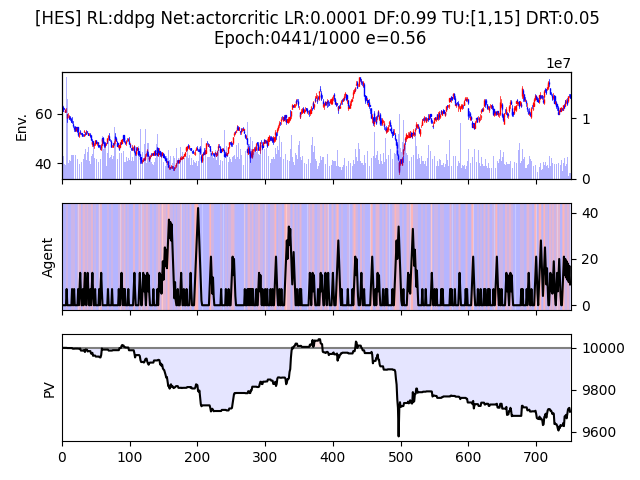 [HES] RL:ddpg Net:actorcritic LR:0.0001 DF:0.99 TU:[1,15] DRT:0.05
Epoch:0441/1000 e=0.56
1e7
Env.
60
40
1
0
Agent
40
20
0
PV
10000
9800
9600
0 100 200 300 400 500 600 700